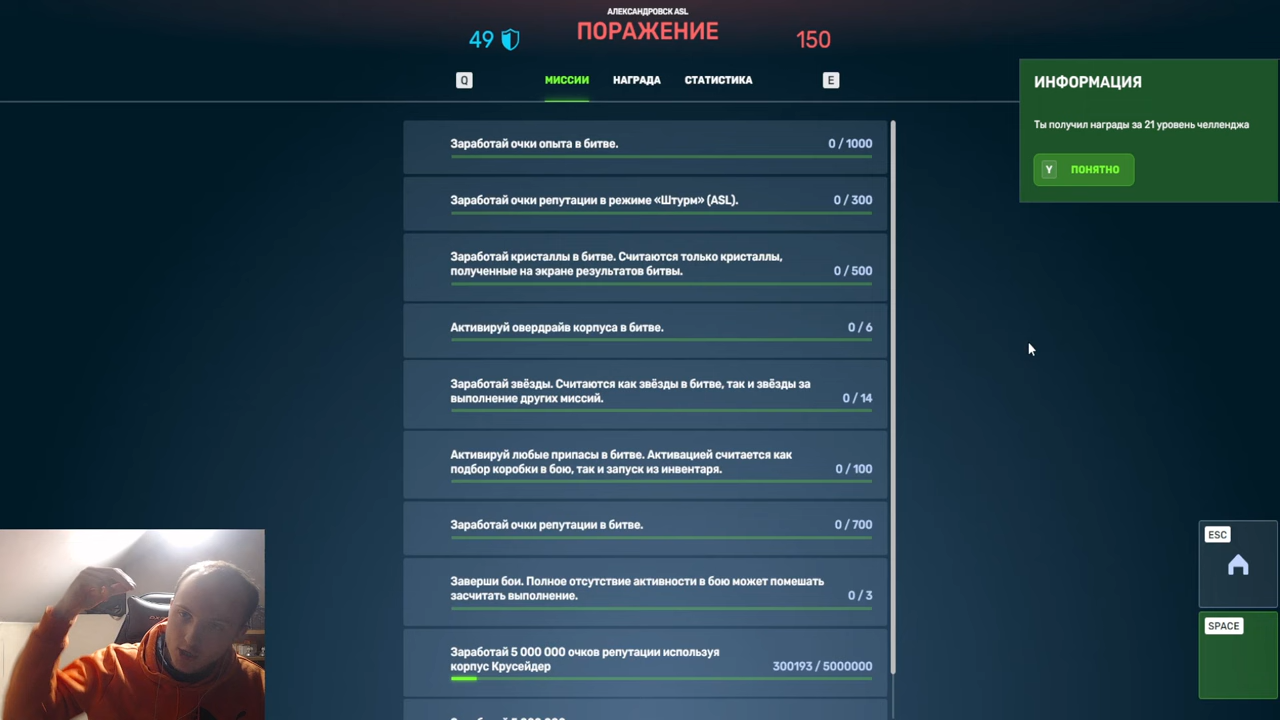 АЛЕКСАНДРОВСК ASL
49 ПОРАЖЕНИЕ 150
Q МИССИИ НАГРАДА СТАТИСТИКА E
ИНФОРМАЦИЯ
Ты получил награды за 21 уровень челленджа
Y ПОНЯТНО
Заработай очки опыта в битве. 0 / 1000
Заработай очки репутации в режиме «Штурм» (ASL). 0 / 300
Заработай кристаллы в битве. Считаются только кристаллы,
полученные на экране результатов битвы. 0 / 500
Активируй овердрайв корпуса в битве. 0 / 6
Заработай звёзды. Считаются как звёзды в битве, так и звёзды за
выполнение других миссий. 0 / 14
Активируй любые припасы в битве. Активацией считается как
подбор коробки в бою, так и запуск из инвентаря. 0 / 100
Заработай очки репутации в битве. 0 / 700
Заверши бои. Полное отсутствие активности в бою может помешать
засчитать выполнение. 0 / 3
Заработай 5 000 000 очков репутации используя
корпус Крусейдер 300193 / 5000000
ESC
SPACE